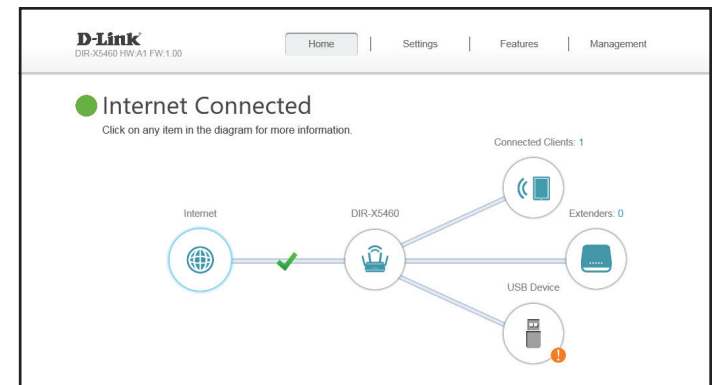 D-Link
DIR-X5460 HW:A1 FW:1.00
Home | Settings | Features | Management
Internet Connected
Click on any item in the diagram for more information.
Connected Clients: 1
Internet
DIR-X5460
Extenders: 0
USB Device
!